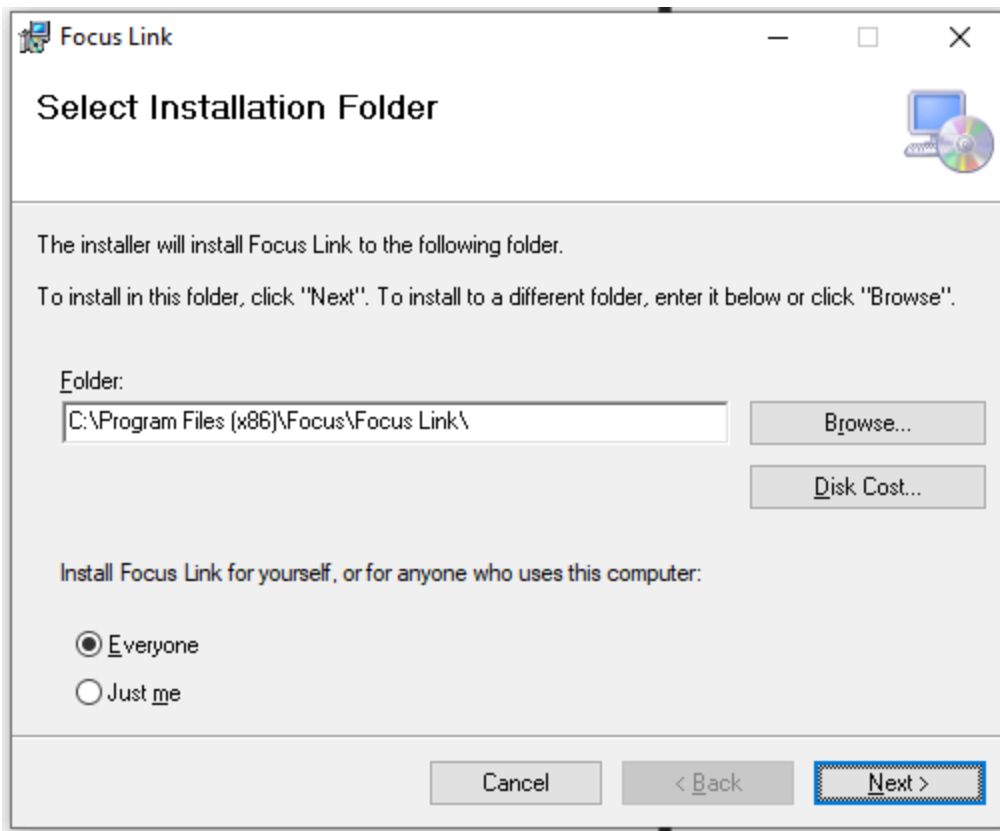 Focus Link
Select Installation Folder
The installer will install Focus Link to the following folder.
To install in this folder, click "Next". To install to a different folder, enter it below or click "Browse".
Folder:
C:\Program Files (x86)\Focus\Focus Link\
Browse...
Disk Cost...
Install Focus Link for yourself, or for anyone who uses this computer:
Everyone
Just me
Cancel
< Back
Next >